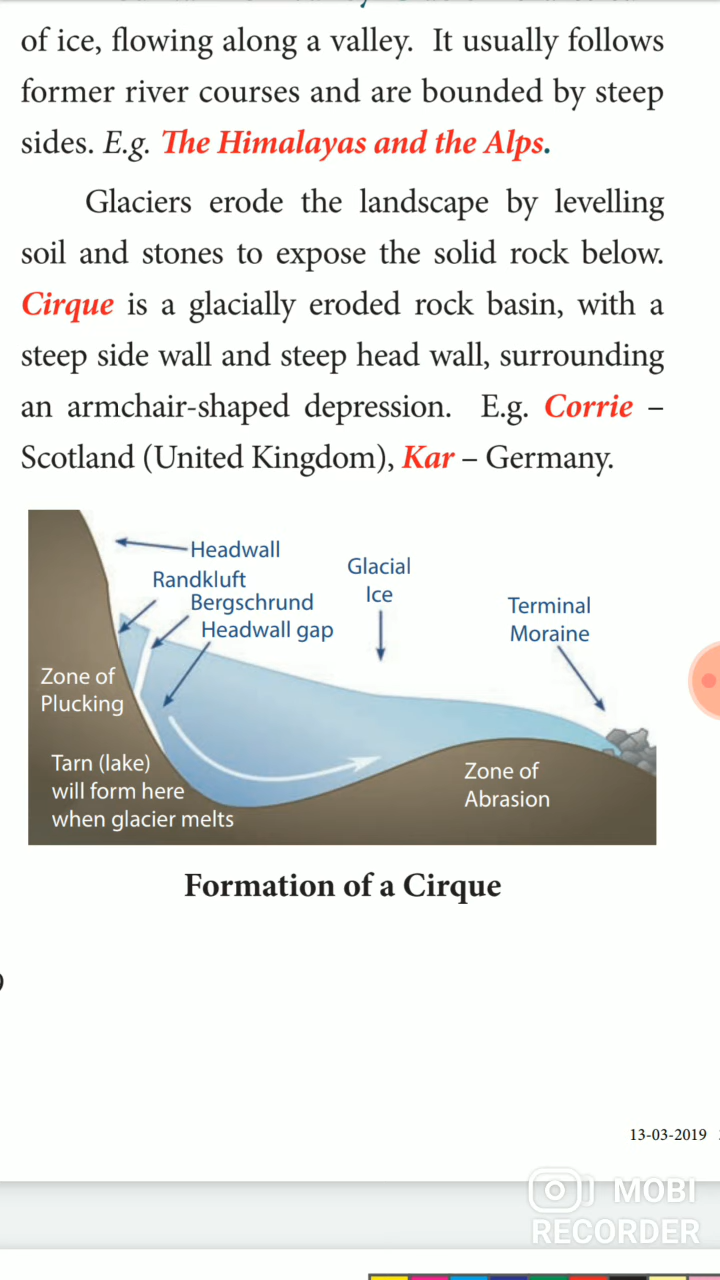 of ice, flowing along a valley. It usually follows
former river courses and are bounded by steep
sides. E.g. The Himalayas and the Alps.
Glaciers erode the landscape by levelling
soil and stones to expose the solid rock below.
Cirque is a glacially eroded rock basin, with a
steep side wall and steep head wall, surrounding
an armchair-shaped depression. E.g. Corrie –
Scotland (United Kingdom), Kar – Germany.
Headwall
Randkluft
Bergschrund
Headwall gap
Glacial
Ice
Terminal
Moraine
Zone of
Plucking
Tarn (lake)
will form here
when glacier melts
Zone of
Abrasion
Formation of a Cirque
13-03-2019
MOBI
RECORDER